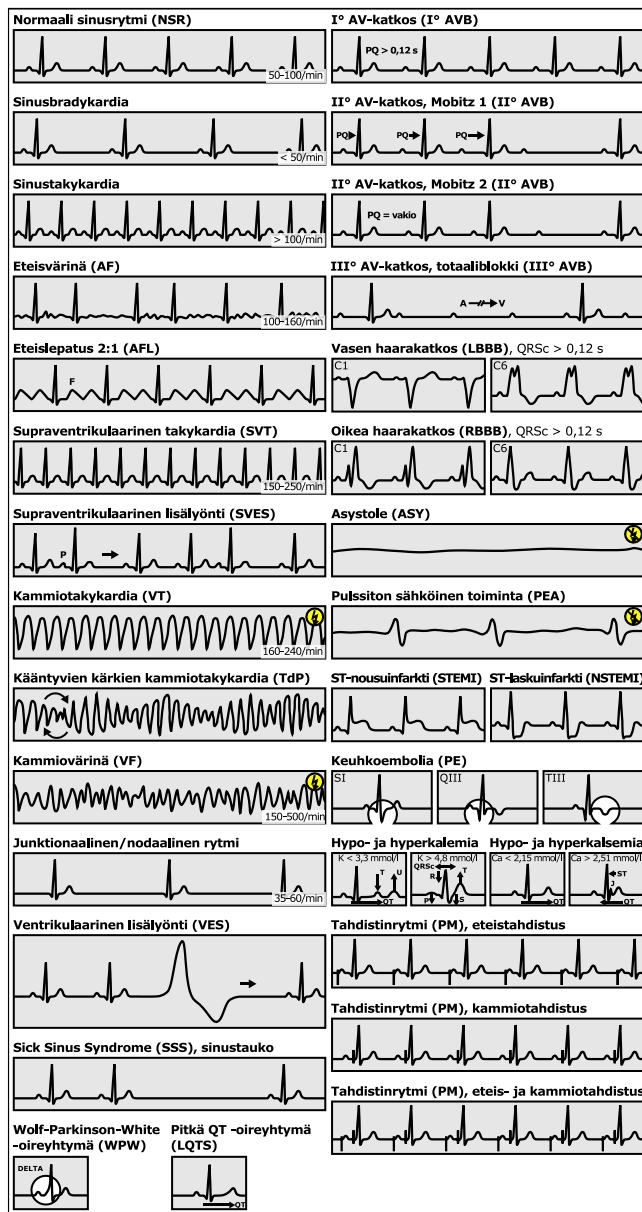 Normaali sinusrytmi (NSR)
50-100/min
Sinusbradykardia
< 50/min
Sinustakykardia
> 100/min
Eteisvärinä (AF)
100-160/min
Eteislepatus 2:1 (AFL)
F
Supraventrikulaarinen takykardia (SVT)
150-250/min
Supraventrikulaarinen lisälyönti (SVES)
P
Kammiotakykardia (VT)
160-240/min
Kääntyvien kärkien kammiotakykardia (TdP)
Kammiovärinä (VF)
150-500/min
Junktionaalinen/nodaalinen rytmi
35-60/min
Ventrikulaarinen lisälyönti (VES)
Sick Sinus Syndrome (SSS), sinustauko
Wolf-Parkinson-White
-oireyhtymä (WPW)
DELTA
Pitkä QT -oireyhtymä
(LQTS)
QT
I° AV-katkos (I° AVB)
PQ > 0,12 s
II° AV-katkos, Mobitz 1 (II° AVB)
PQ PQ PQ
II° AV-katkos, Mobitz 2 (II° AVB)
PQ = vakio
III° AV-katkos, totaaliblokki (III° AVB)
A V
Vasen haarakatkos (LBBB), QRSc > 0,12 s
C1 C6
Oikea haarakatkos (RBBB), QRSc > 0,12 s
C1 C6
Asystole (ASY)
Pulssiton sähköinen toiminta (PEA)
ST-nousuinfarkti (STEMI) ST-laskuinfarkti (NSTEMI)
Keuhkoembolia (PE)
SI QIII TIII
Hypo- ja hyperkalemia Hypo- ja hyperkalsemia
K < 3,3 mmol/l K > 4,8 mmol/l Ca < 2,15 mmol/l Ca > 2,51 mmol/l
T U QRSc R T ST
J
QT P S QT QT
Tahdistinrytmi (PM), eteistahdistus
Tahdistinrytmi (PM), kammiotahdistus
Tahdistinrytmi (PM), eteis- ja kammiotahdistus